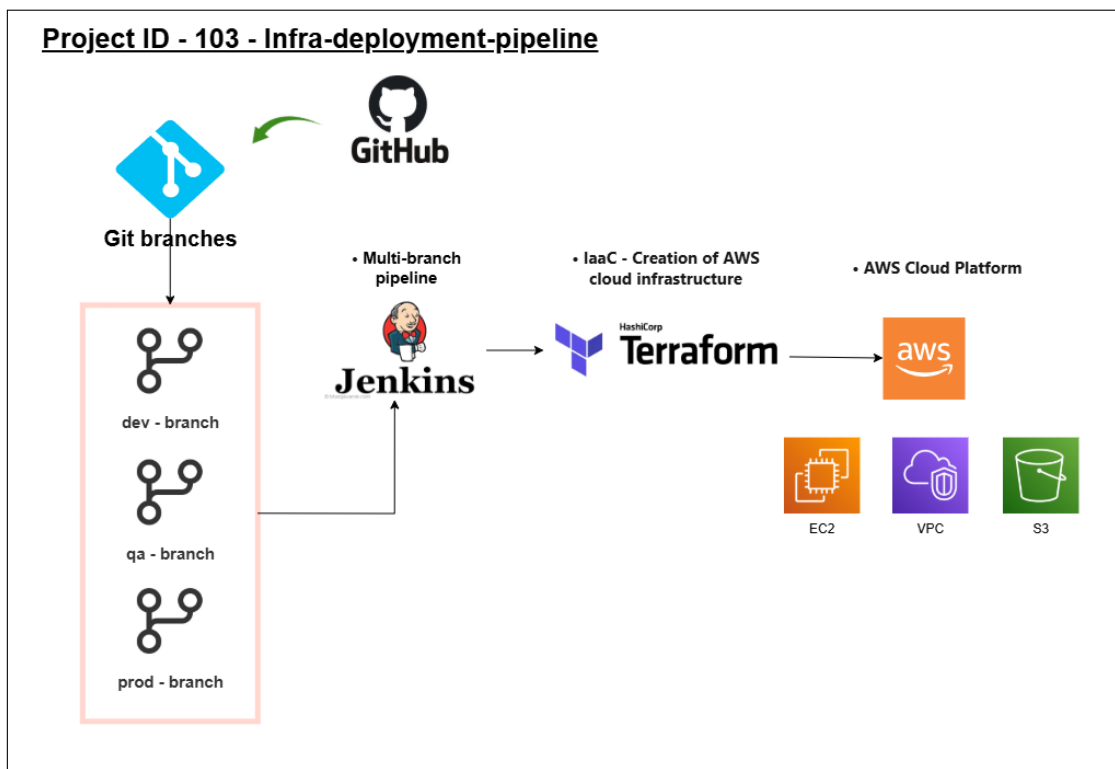 Project ID - 103 - Infra-deployment-pipeline
GitHub
Git branches
• Multi-branch
pipeline
• IaaC - Creation of AWS
cloud infrastructure
• AWS Cloud Platform
HashiCorp
Terraform
aws
Jenkins
dev - branch
qa - branch
prod - branch
EC2
VPC
S3